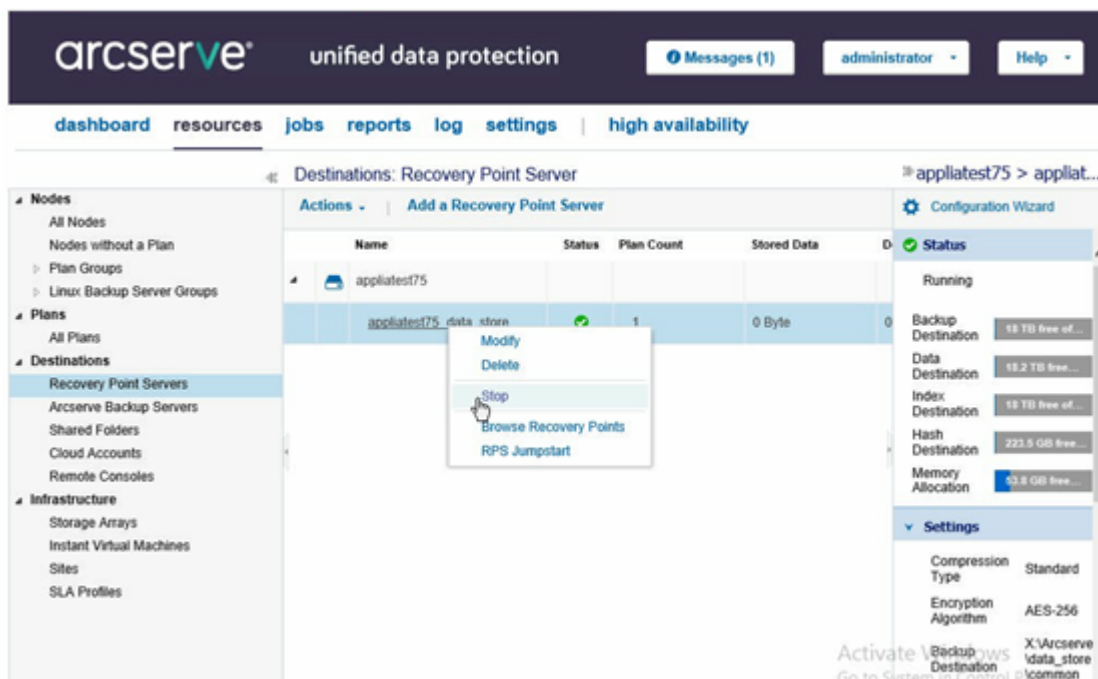 arcserve®
unified data protection
Messages (1)
administrator
Help
dashboard resources jobs reports log settings | high availability
Destinations: Recovery Point Server
appliatest75 > appliat...
Nodes
All Nodes
Nodes without a Plan
Plan Groups
Linux Backup Server Groups
Plans
All Plans
Destinations
Recovery Point Servers
Arcserve Backup Servers
Shared Folders
Cloud Accounts
Remote Consoles
Infrastructure
Storage Arrays
Instant Virtual Machines
Sites
SLA Profiles
Actions | Add a Recovery Point Server
Name Status Plan Count Stored Data D
appliatest75
appliatest75_data_store 1 0 Byte 0
Modify
Delete
Stop
Browse Recovery Points
RPS Jumpstart
Configuration Wizard
Status
Running
Backup Destination 18 TB free of...
Data Destination 18.2 TB free...
Index Destination 18 TB free of...
Hash Destination 223.5 GB free...
Memory Allocation 53.8 GB free...
Settings
Compression Type Standard
Encryption Algorithm AES-256
Backup Destination X:\Arcserve\data_store\common
Activate Windows
Go to System in Control